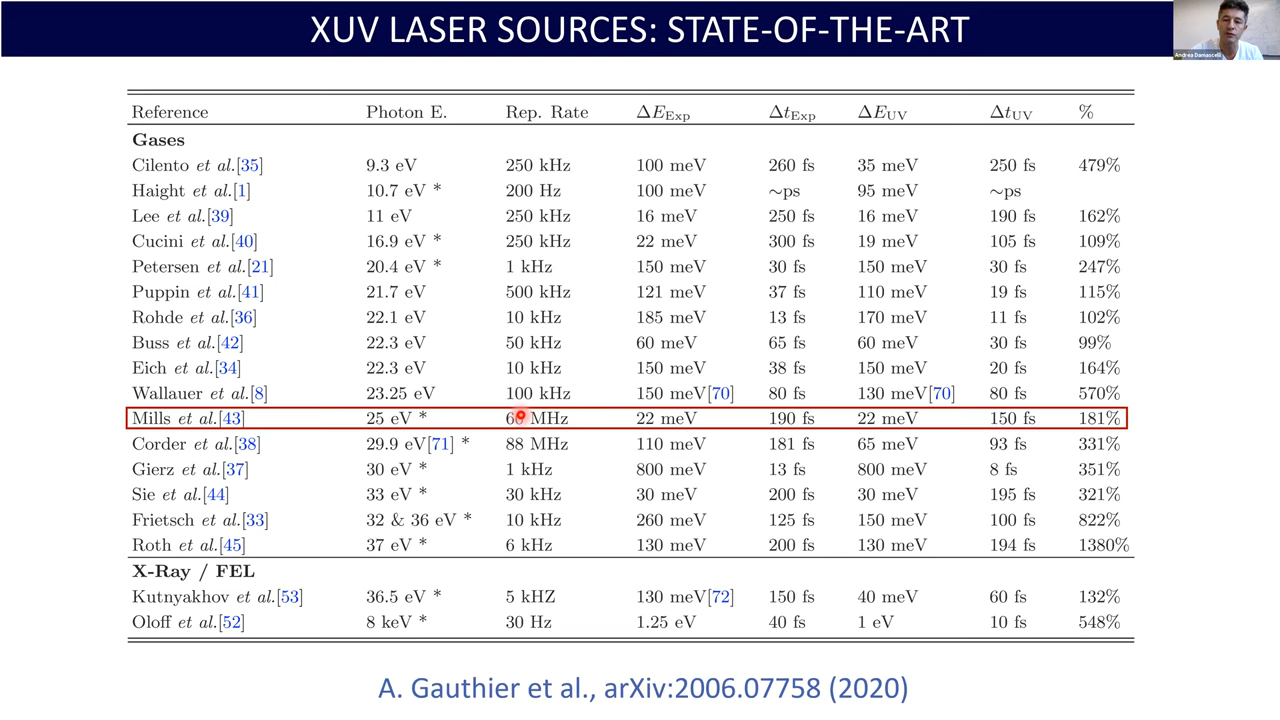 XUV LASER SOURCES: STATE-OF-THE-ART
Andrea Damascelli
Reference Photon E. Rep. Rate ΔE_Exp Δt_Exp ΔE_UV Δt_UV %
Gases
Cilento et al.[35] 9.3 eV 250 kHz 100 meV 260 fs 35 meV 250 fs 479%
Haight et al.[1] 10.7 eV * 200 Hz 100 meV ~ps 95 meV ~ps
Lee et al.[39] 11 eV 250 kHz 16 meV 250 fs 16 meV 190 fs 162%
Cucini et al.[40] 16.9 eV * 250 kHz 22 meV 300 fs 19 meV 105 fs 109%
Petersen et al.[21] 20.4 eV * 1 kHz 150 meV 30 fs 150 meV 30 fs 247%
Puppin et al.[41] 21.7 eV 500 kHz 121 meV 37 fs 110 meV 19 fs 115%
Rohde et al.[36] 22.1 eV 10 kHz 185 meV 13 fs 170 meV 11 fs 102%
Buss et al.[42] 22.3 eV 50 kHz 60 meV 65 fs 60 meV 30 fs 99%
Eich et al.[34] 22.3 eV 10 kHz 150 meV 38 fs 150 meV 20 fs 164%
Wallauer et al.[8] 23.25 eV 100 kHz 150 meV[70] 80 fs 130 meV[70] 80 fs 570%
Mills et al.[43] 25 eV * MHz 22 meV 190 fs 22 meV 150 fs 181%
Corder et al.[38] 29.9 eV[71] * 88 MHz 110 meV 181 fs 65 meV 93 fs 331%
Gierz et al.[37] 30 eV * 1 kHz 800 meV 13 fs 800 meV 8 fs 351%
Sie et al.[44] 33 eV * 30 kHz 30 meV 200 fs 30 meV 195 fs 321%
Frietsch et al.[33] 32 & 36 eV * 10 kHz 260 meV 125 fs 150 meV 100 fs 822%
Roth et al.[45] 37 eV * 6 kHz 130 meV 200 fs 130 meV 194 fs 1380%
X-Ray / FEL
Kutnyakhov et al.[53] 36.5 eV * 5 kHZ 130 meV[72] 150 fs 40 meV 60 fs 132%
Oloff et al.[52] 8 keV * 30 Hz 1.25 eV 40 fs 1 eV 10 fs 548%
A. Gauthier et al., arXiv:2006.07758 (2020)